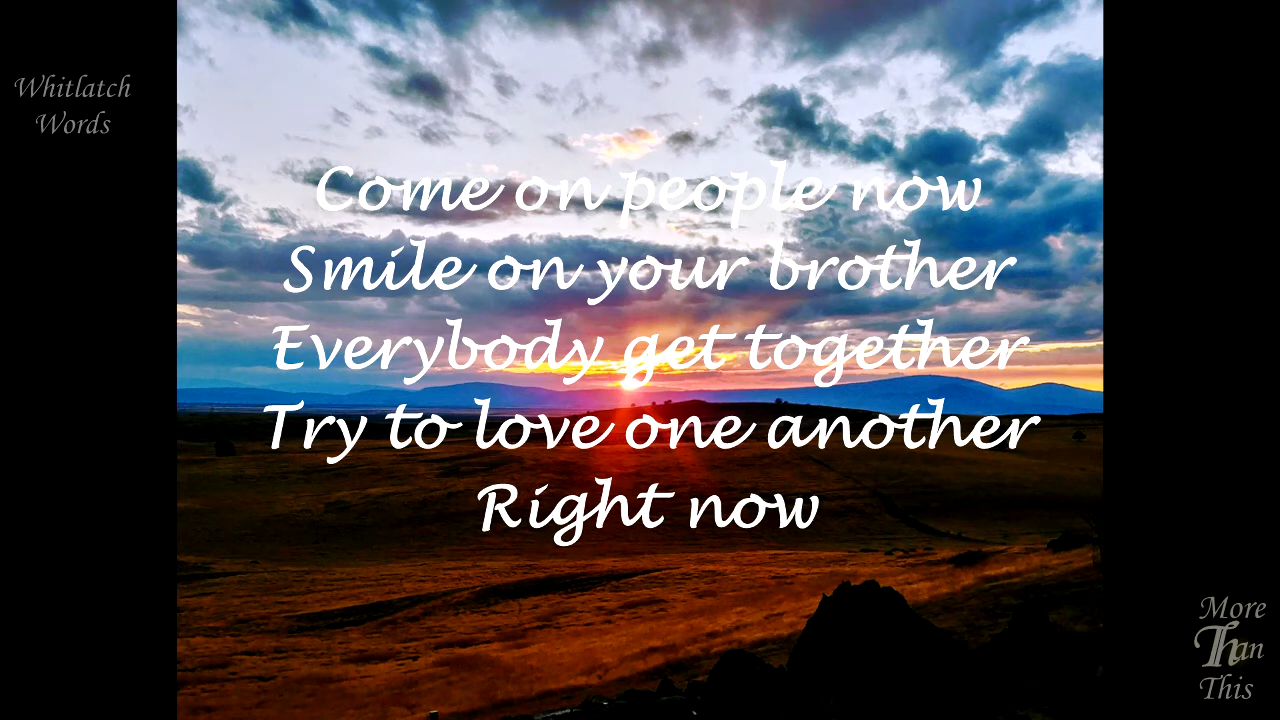 Whitlatch
Words
Come on people now
Smile on your brother
Everybody get together
Try to love one another
Right now
More
Than
This